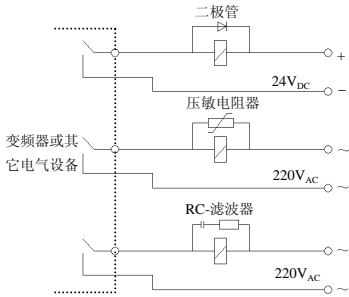 二极管
+
24V_DC
−
压敏电阻器
变频器或其
它电气设备
~
220V_AC
~
RC-滤波器
~
220V_AC
~